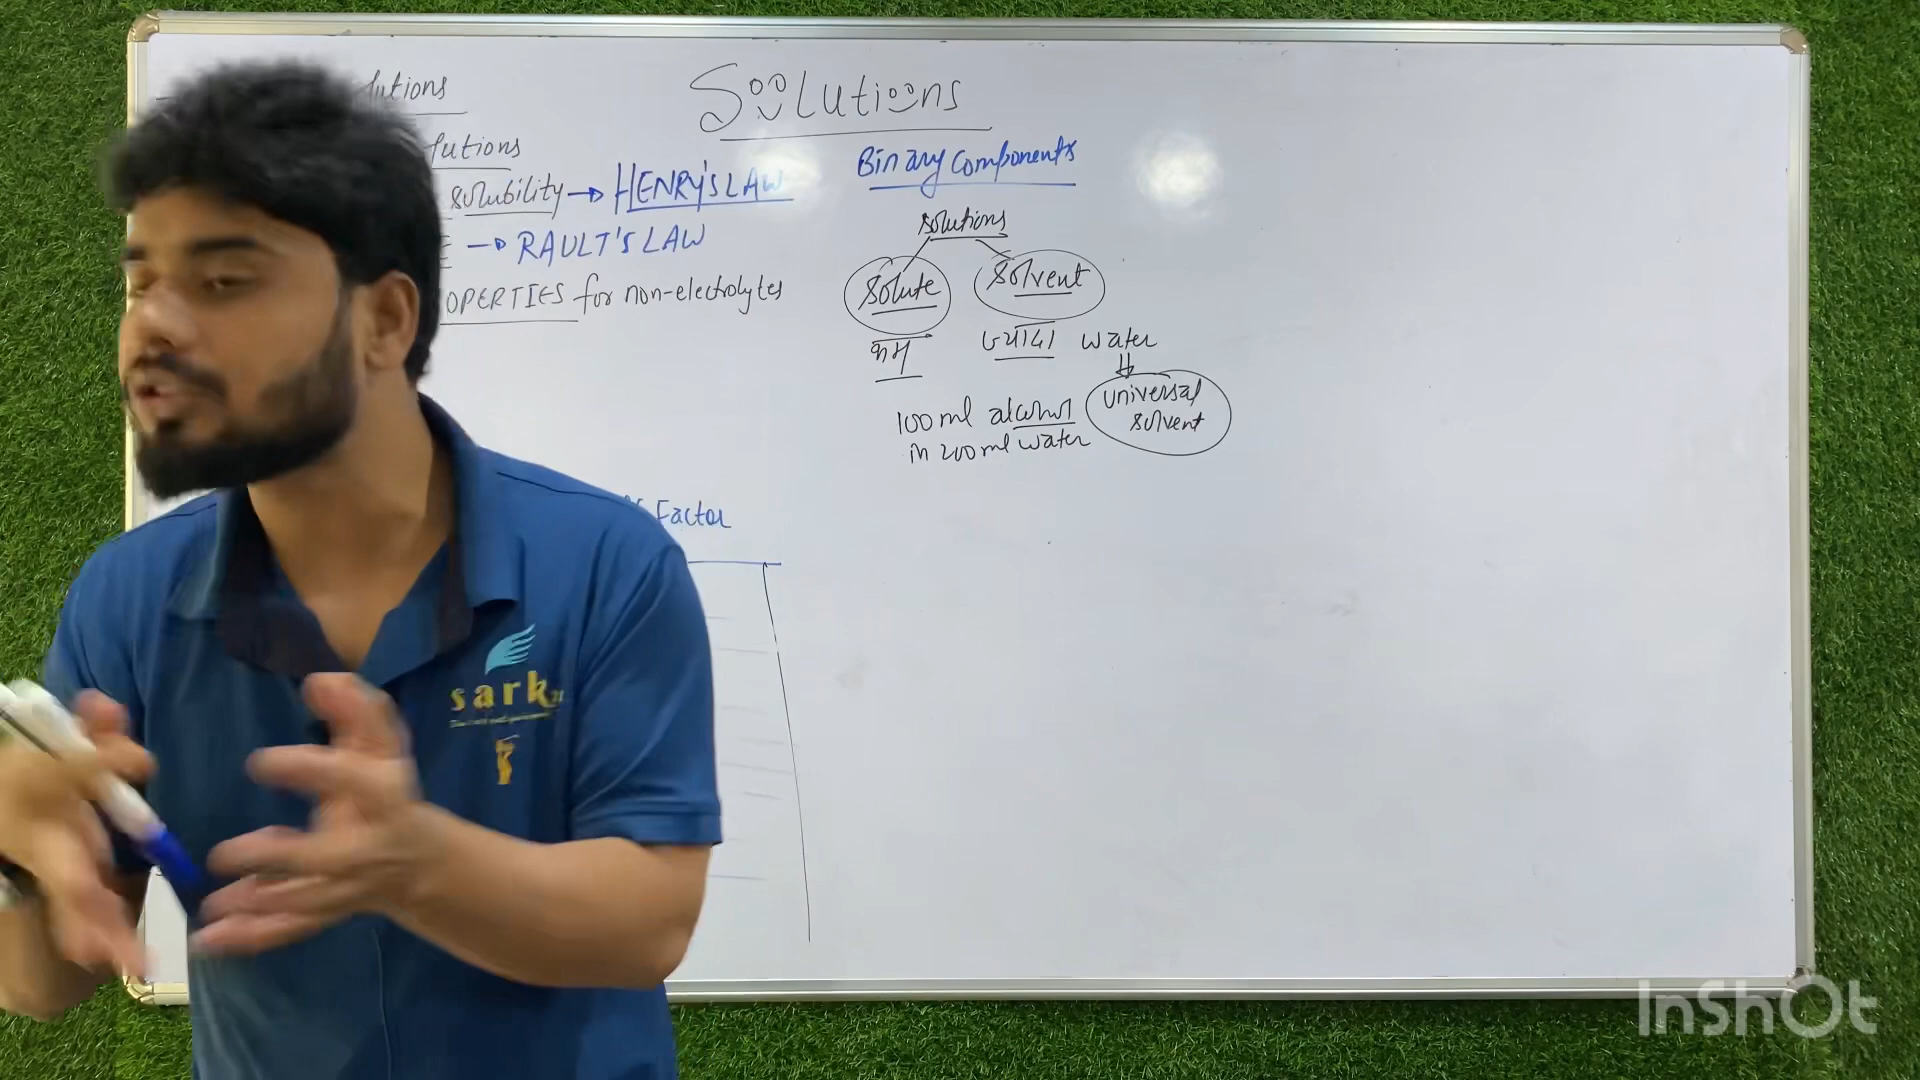 Solutions
lutions
lutions
solubility → HENRY'S LAW
→ RAULT'S LAW
OPERTIES for non-electrolytes
Factor
Binary Components
solutions
solute solvent
कम ज्यादा water
universal
solvent
100 ml alcohol
in 200 ml water
sark
InShOt